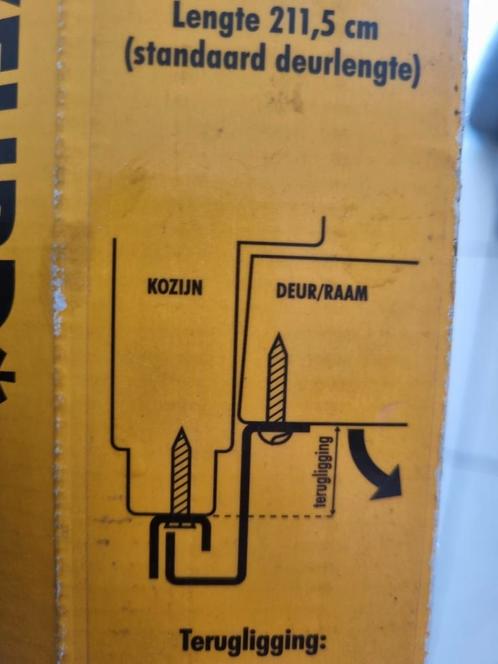 Lengte 211,5 cm
(standaard deurlengte)
KOZIJN
DEUR/RAAM
terugligging
Terugligging: